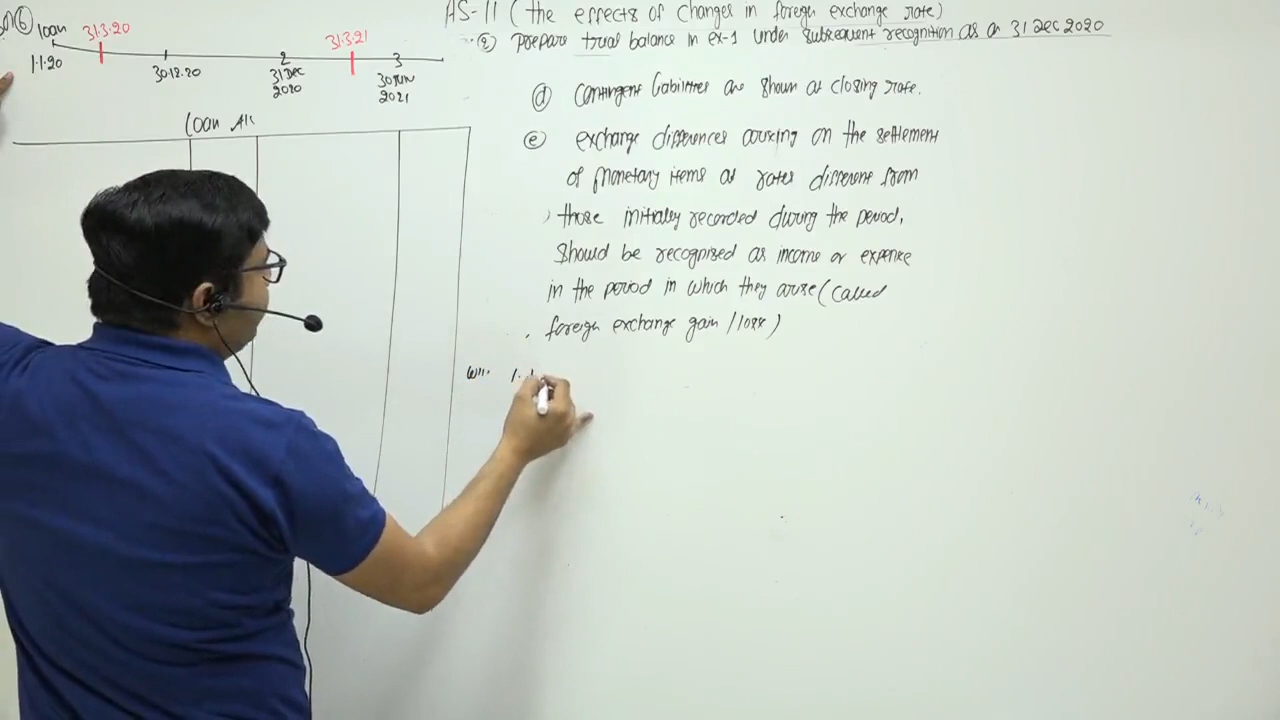 AS-11 (The effects of changes in foreign exchange rate)
Q) Prepare trial balance in ex-1 under subsequent recognition as on 31 Dec 2020
loan
31.3.20
31.3.21
1.1.20
30.12.20
2
31 Dec
2020
3
30 Jun
2021
Loan A/c
d) Contingent liabilities are shown at closing rate.
e) exchange differences arising on the settlement
of monetary items at rates different from
those initially recorded during the period,
should be recognised as income or expense
in the period in which they arise (called
foreign exchange gain / loss)